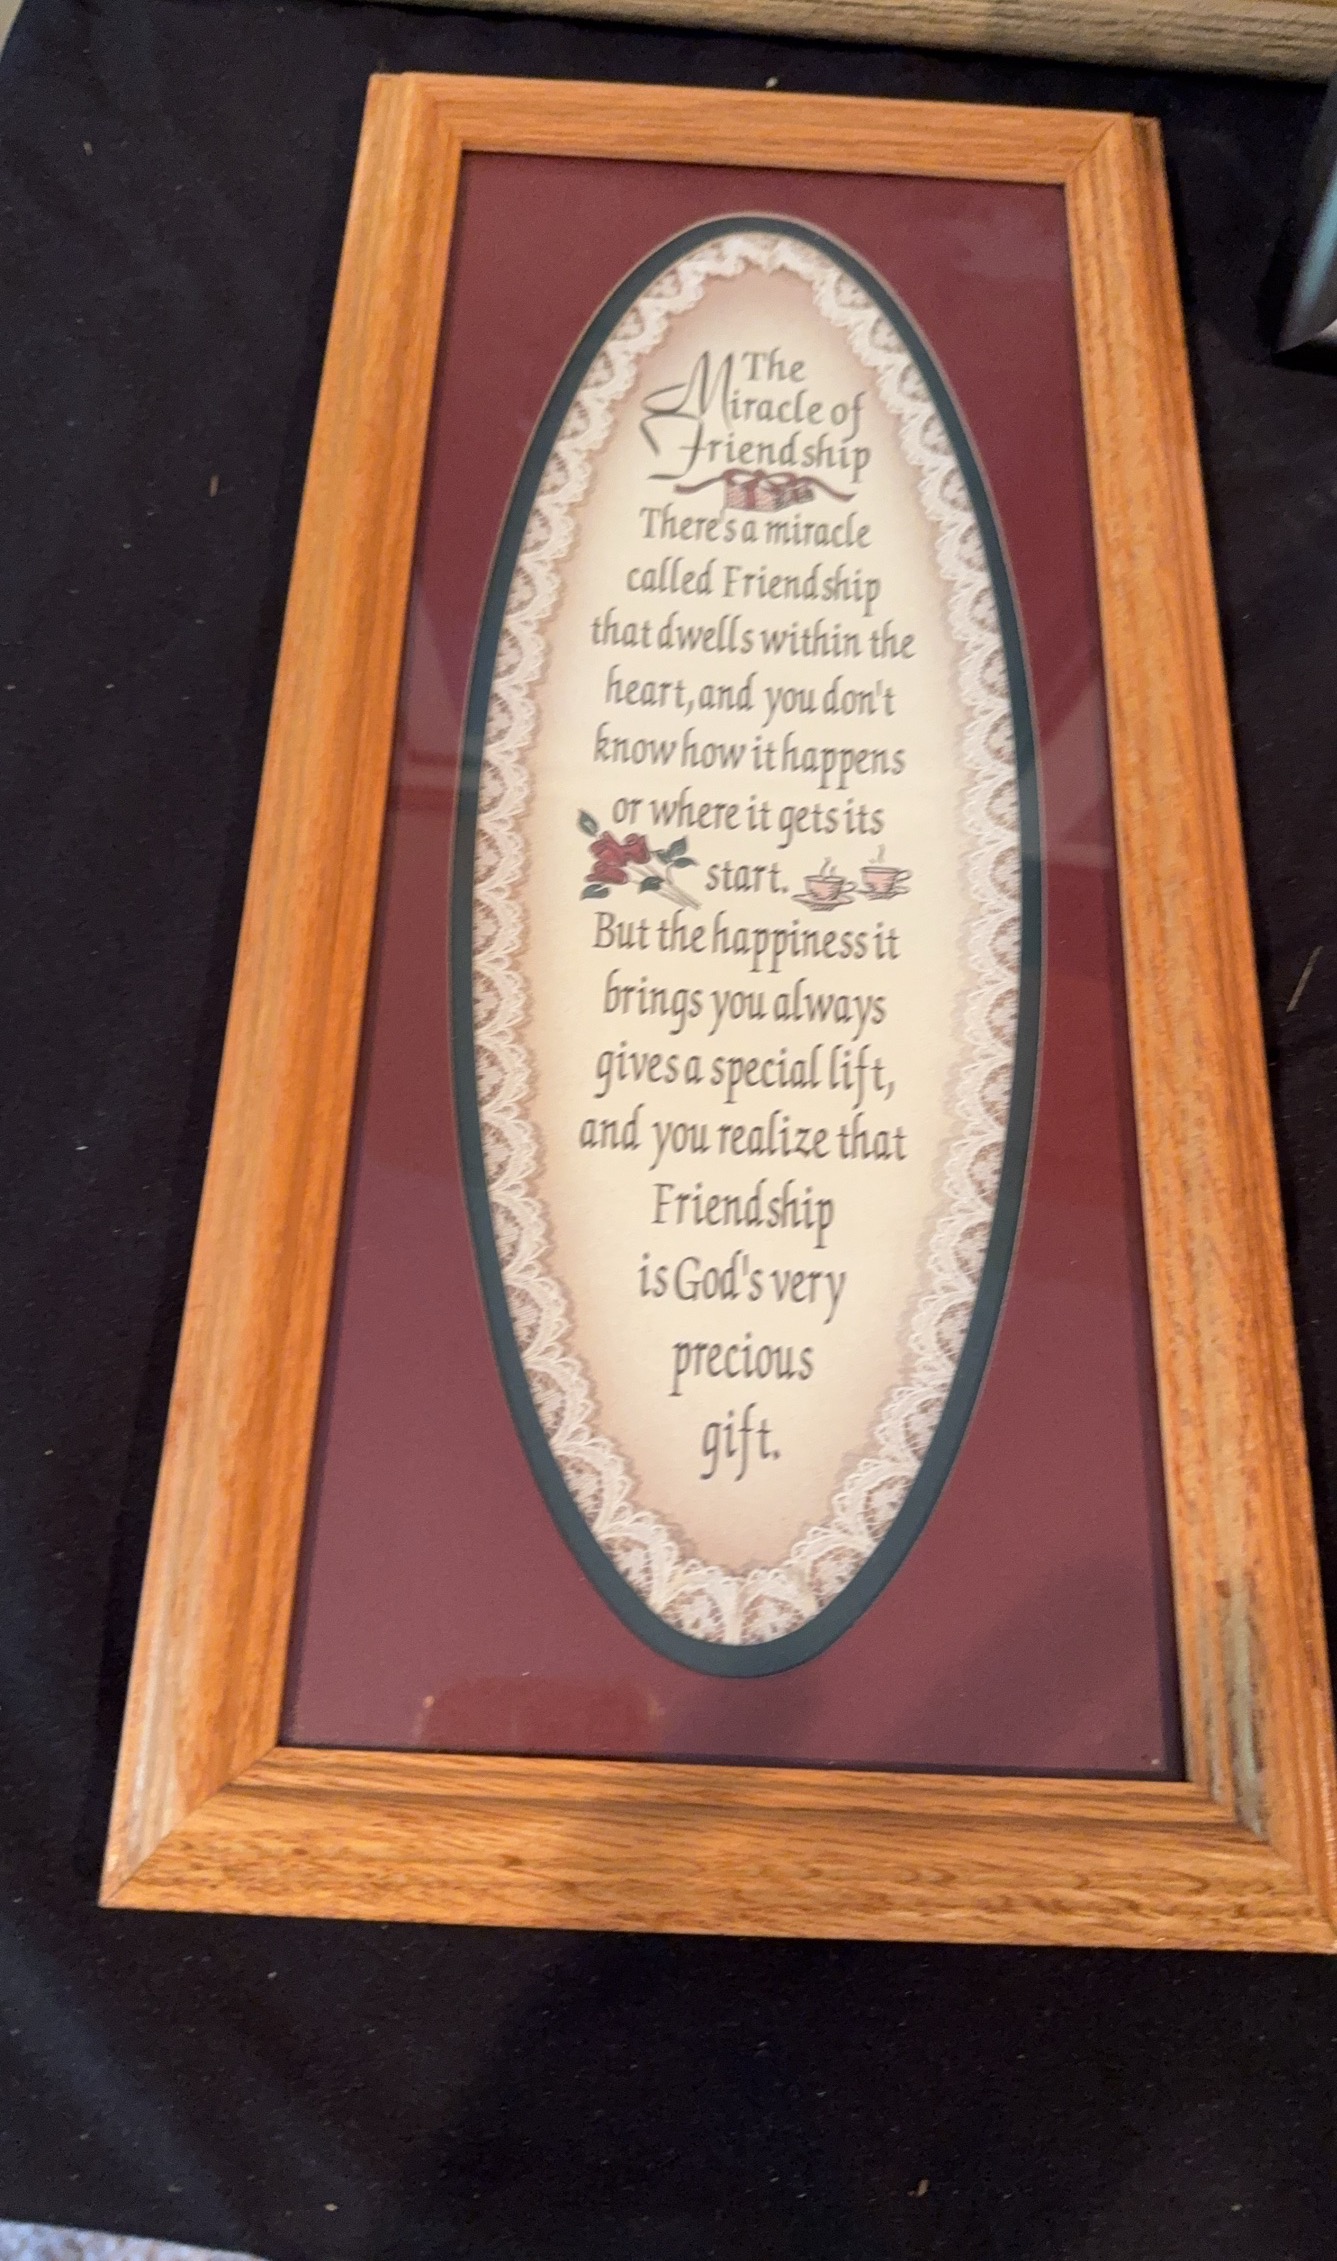 The
Miracle of
Friendship
There's a miracle
called Friendship
that dwells within the
heart, and you don't
know how it happens
or where it gets its
start.
But the happiness it
brings you always
gives a special lift,
and you realize that
Friendship
is God's very
precious
gift.